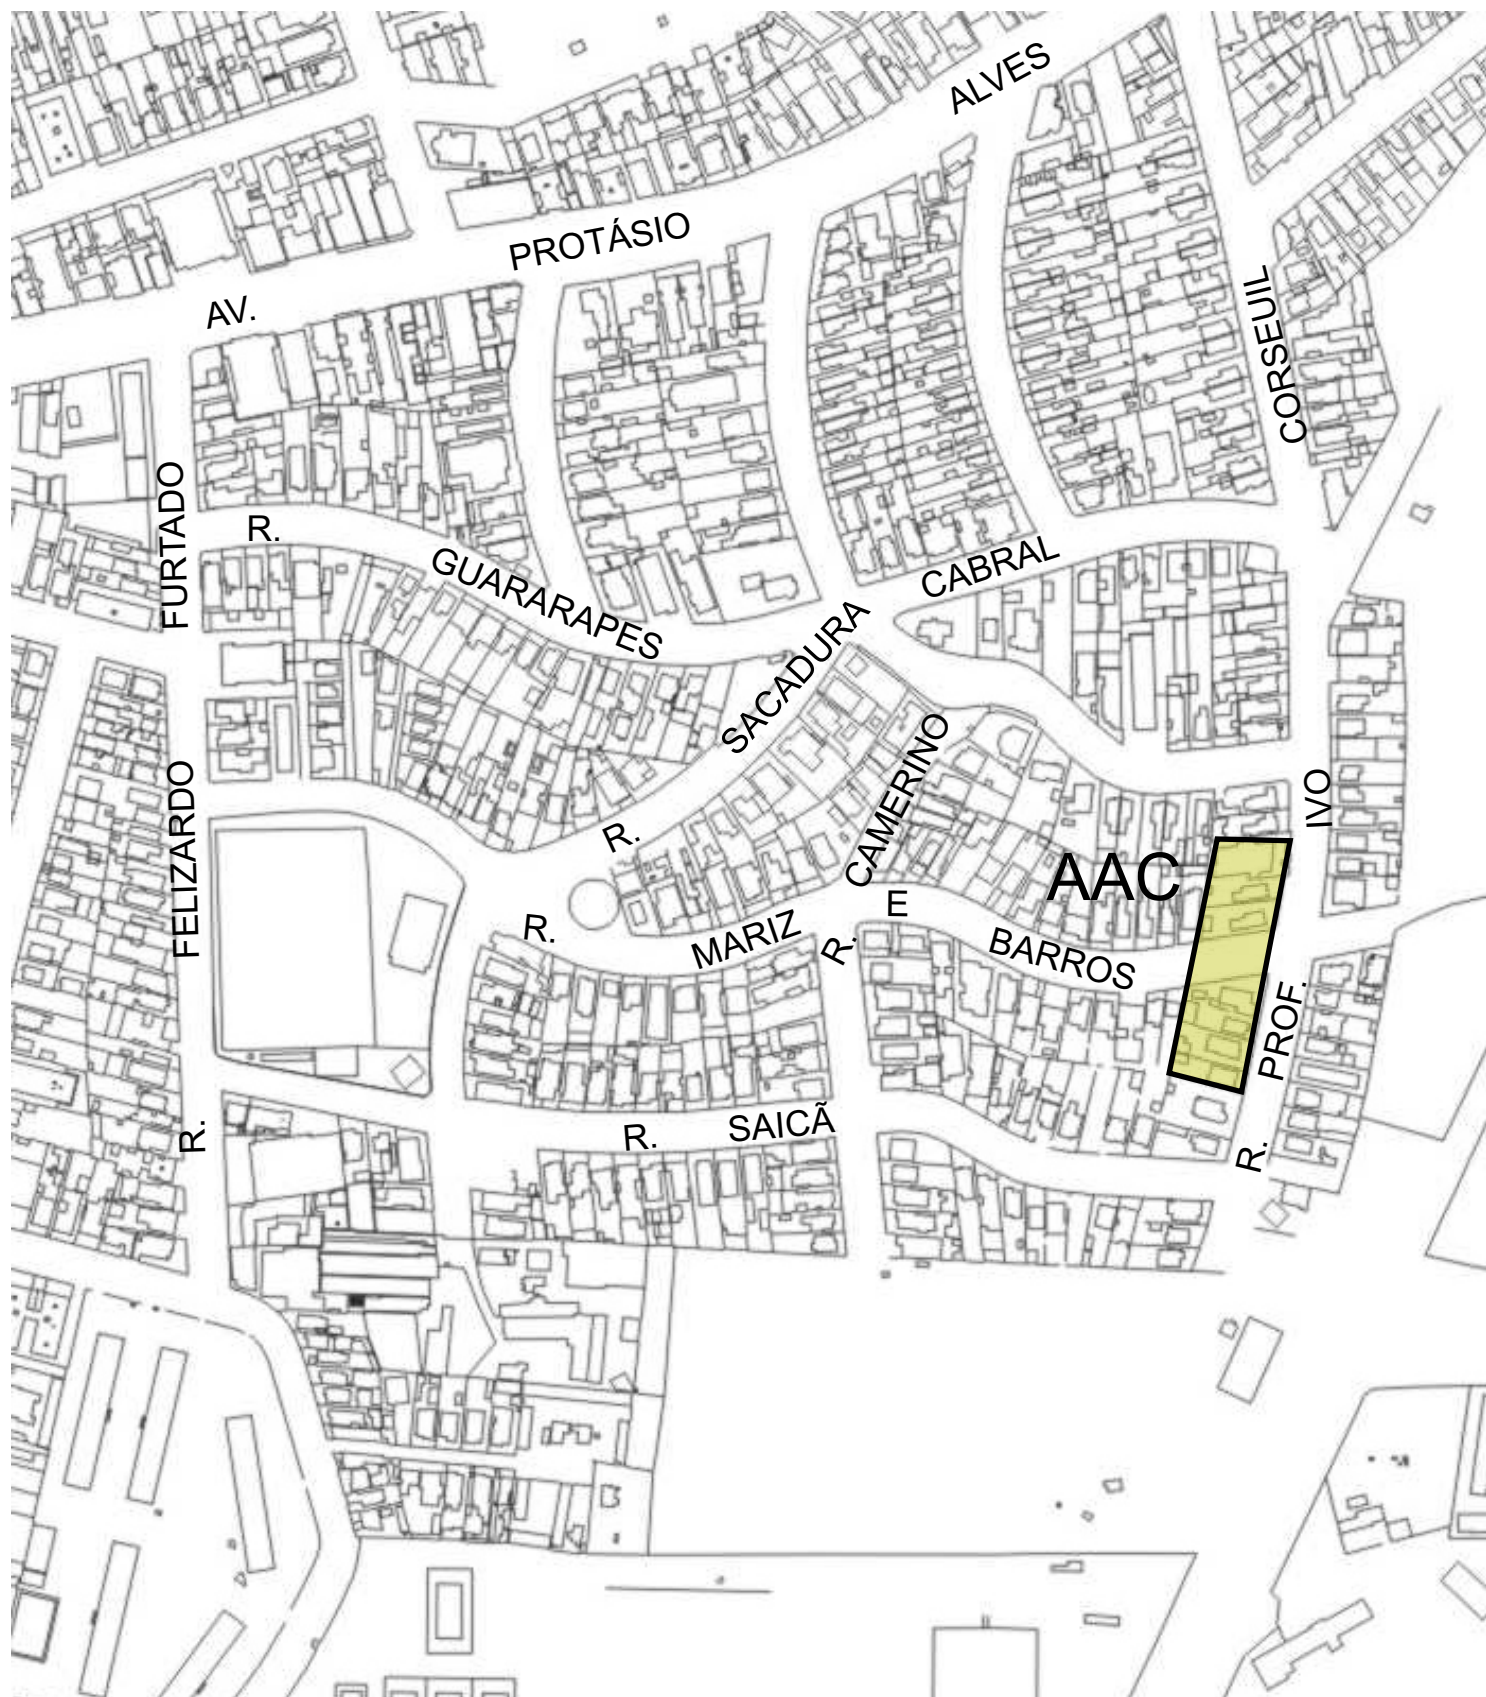 AV. PROTÁSIO ALVES
R. GUARARAPES
R. SACADURA CABRAL
R. CAMERINO
R. MARIZ E BARROS
R. SAICÃ
R. FELIZARDO FURTADO
R. PROF. IVO CORSEUIL
AAC